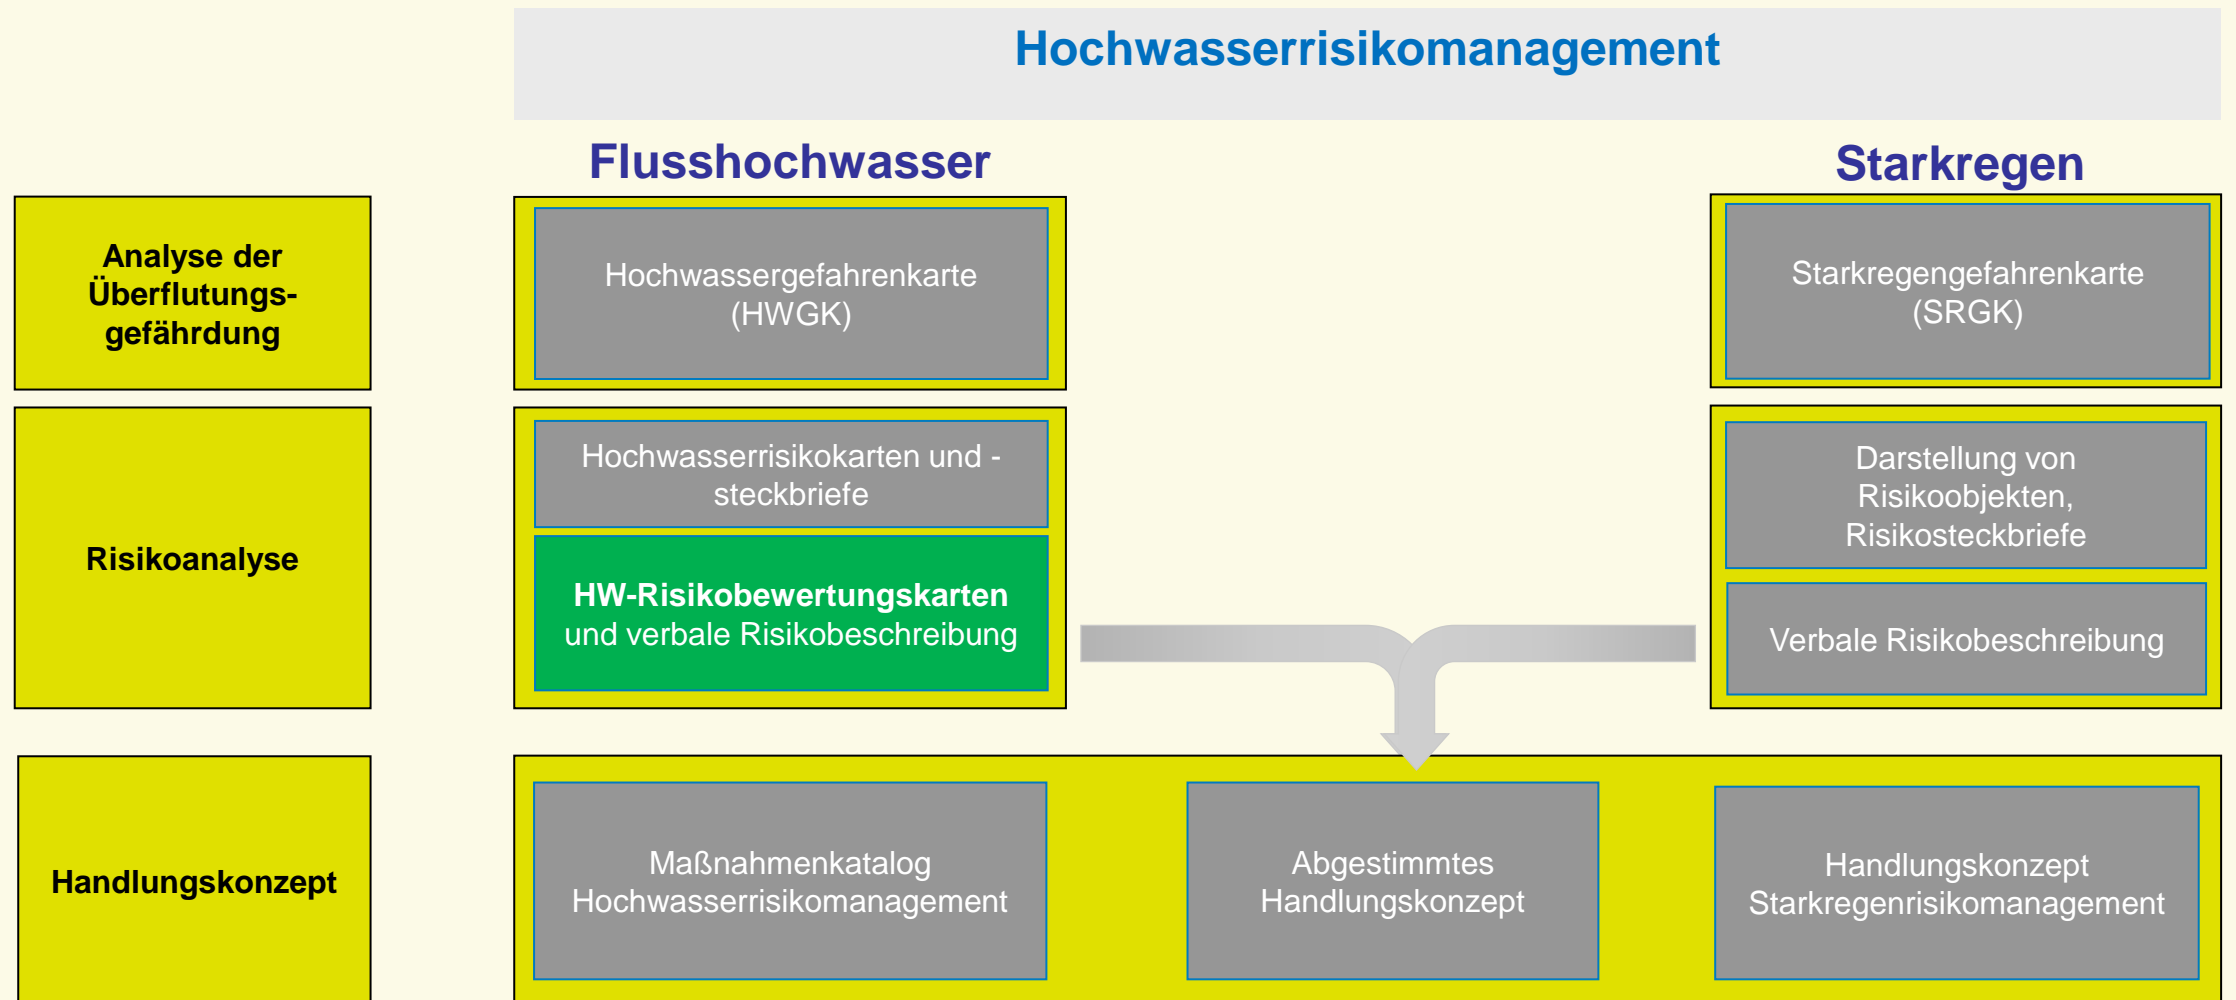 Hochwasserrisikomanagement
Flusshochwasser
Starkregen
Analyse der
Überflutungs-
gefährdung
Hochwassergefahrenkarte
(HWGK)
Starkregengefahrenkarte
(SRGK)
Risikoanalyse
Hochwasserrisikokarten und -
steckbriefe
HW-Risikobewertungskarten
und verbale Risikobeschreibung
Darstellung von
Risikoobjekten,
Risikosteckbriefe
Verbale Risikobeschreibung
Handlungskonzept
Maßnahmenkatalog
Hochwasserrisikomanagement
Abgestimmtes
Handlungskonzept
Handlungskonzept
Starkregenrisikomanagement